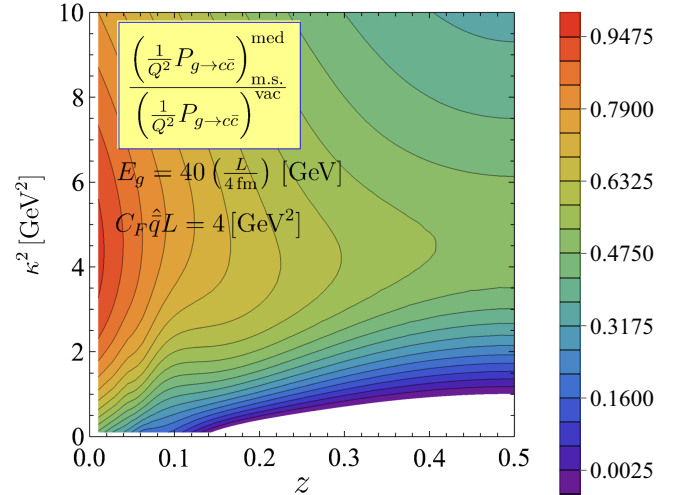 (1/Q² P_{g→cc̄})^{med}
(1/Q² P_{g→cc̄})^{m.s. vac}
E_g = 40 (L/4 fm) [GeV]
C_F \hat{\bar{q}} L = 4 [GeV²]
κ² [GeV²]
10
8
6
4
2
0
0.0 0.1 0.2 0.3 0.4 0.5
z
0.9475
0.7900
0.6325
0.4750
0.3175
0.1600
0.0025